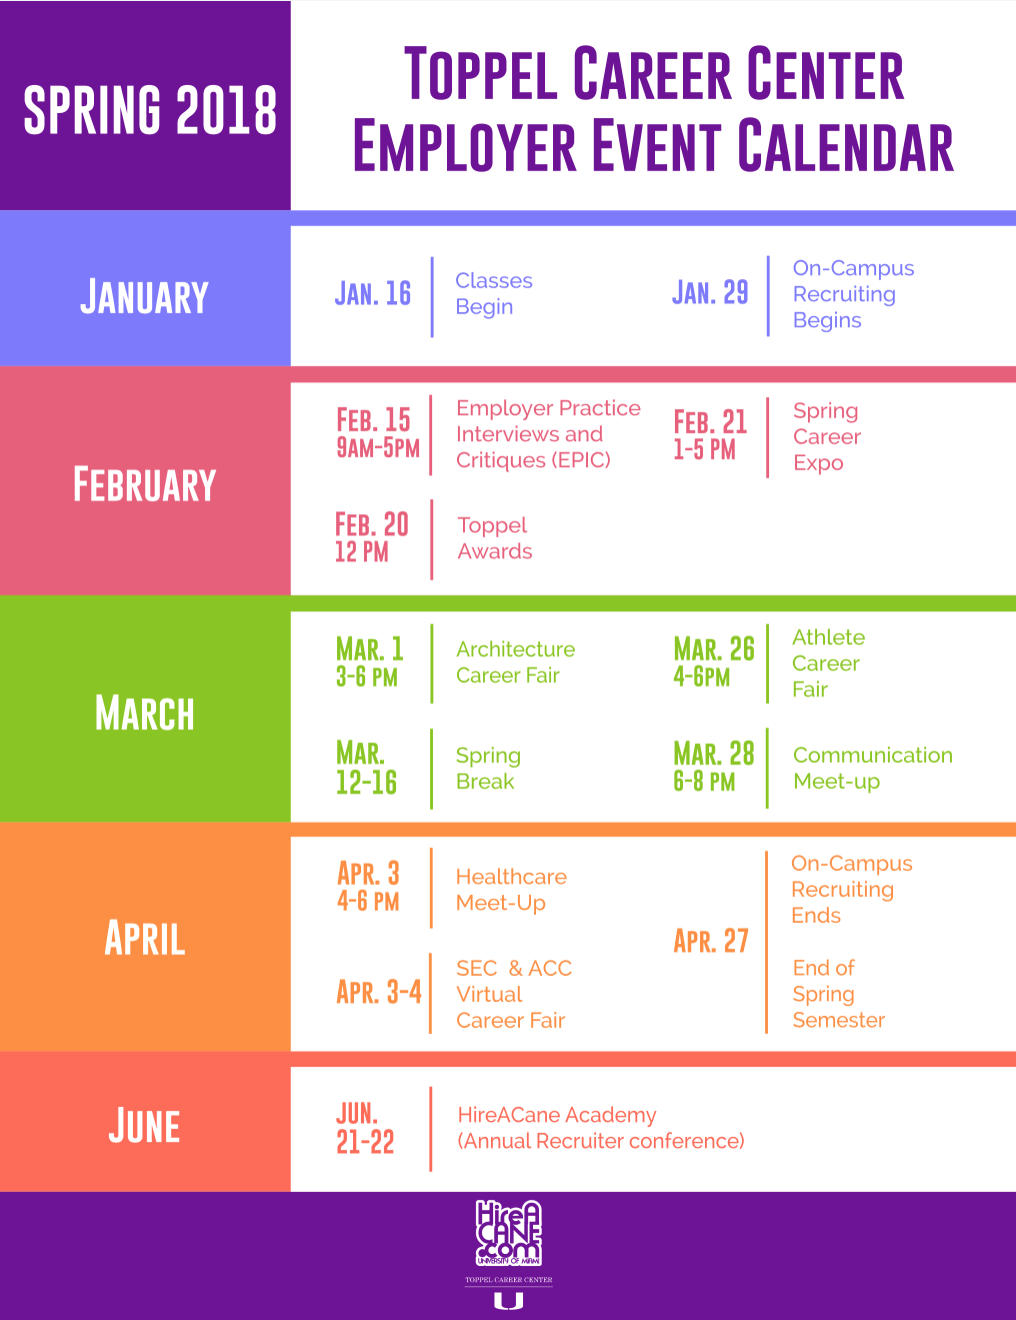 SPRING 2018
TOPPEL CAREER CENTER
EMPLOYER EVENT CALENDAR
JANUARY
JAN. 16
Classes
Begin
JAN. 29
On-Campus
Recruiting
Begins
FEBRUARY
FEB. 15
9AM-5PM
Employer Practice
Interviews and
Critiques (EPIC)
FEB. 21
1-5 PM
Spring
Career
Expo
FEB. 20
12 PM
Toppel
Awards
MARCH
MAR. 1
3-6 PM
Architecture
Career Fair
MAR. 26
4-6PM
Athlete
Career
Fair
MAR.
12-16
Spring
Break
MAR. 28
6-8 PM
Communication
Meet-up
APRIL
APR. 3
4-6 PM
Healthcare
Meet-Up
APR. 3-4
SEC & ACC
Virtual
Career Fair
APR. 27
On-Campus
Recruiting
Ends
End of
Spring
Semester
JUNE
JUN.
21-22
HireACane Academy
(Annual Recruiter conference)
HireA
CANE
.com
UNIVERSITY OF MIAMI
TOPPEL CAREER CENTER
U